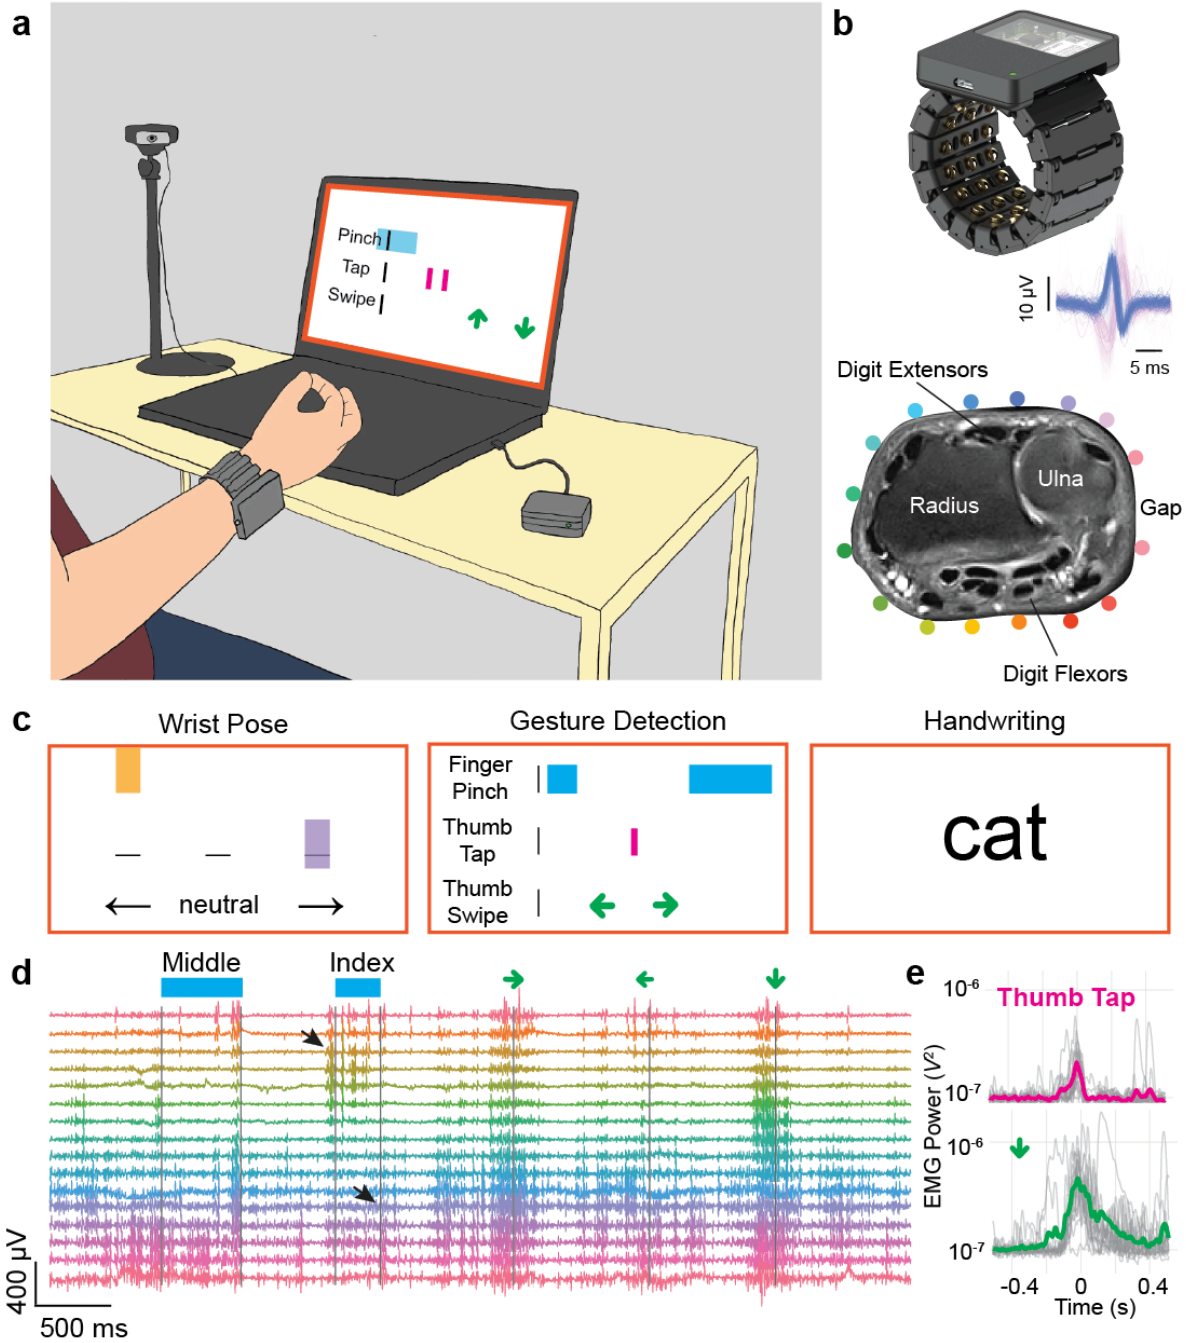 a
Pinch
Tap
Swipe
b
10 µV
5 ms
Digit Extensors
Radius
Ulna
Gap
Digit Flexors
c
Wrist Pose
neutral
Gesture Detection
Finger
Pinch
Thumb
Tap
Thumb
Swipe
Handwriting
cat
d
Middle
Index
400 µV
500 ms
e
Thumb Tap
EMG Power (V²)
10⁻⁶
10⁻⁷
10⁻⁶
10⁻⁷
-0.4 0 0.4
Time (s)